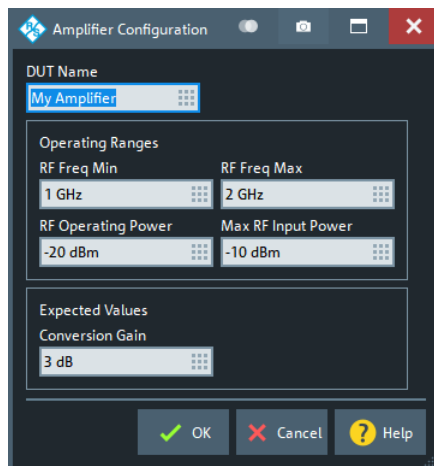 Amplifier Configuration
DUT Name
My Amplifier
Operating Ranges
RF Freq Min RF Freq Max
1 GHz 2 GHz
RF Operating Power Max RF Input Power
-20 dBm -10 dBm
Expected Values
Conversion Gain
3 dB
OK Cancel ? Help